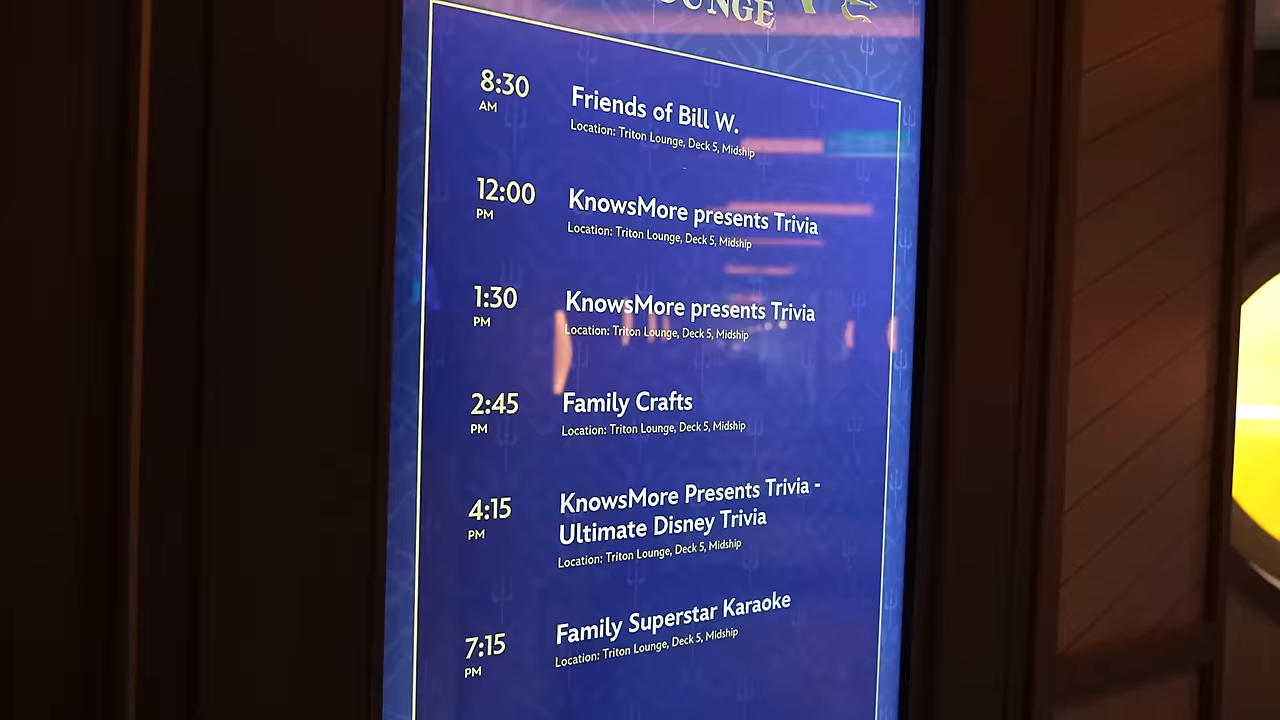 LOUNGE
8:30
AM
Friends of Bill W.
Location: Triton Lounge, Deck 5, Midship
12:00
PM
KnowsMore presents Trivia
Location: Triton Lounge, Deck 5, Midship
1:30
PM
KnowsMore presents Trivia
Location: Triton Lounge, Deck 5, Midship
2:45
PM
Family Crafts
Location: Triton Lounge, Deck 5, Midship
4:15
PM
KnowsMore Presents Trivia -
Ultimate Disney Trivia
Location: Triton Lounge, Deck 5, Midship
7:15
PM
Family Superstar Karaoke
Location: Triton Lounge, Deck 5, Midship